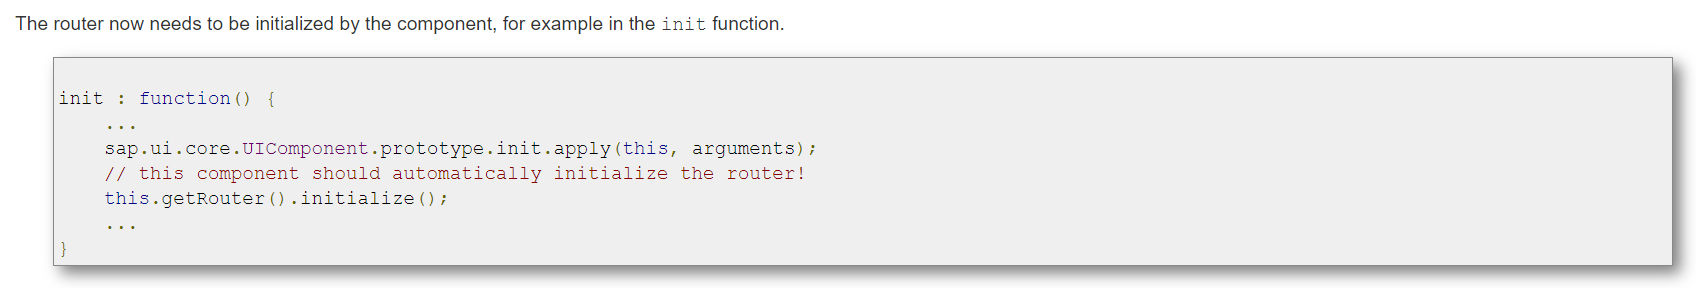 The router now needs to be initialized by the component, for example in the init function.
init : function() {
...
sap.ui.core.UIComponent.prototype.init.apply(this, arguments);
// this component should automatically initialize the router!
this.getRouter().initialize();
...
}